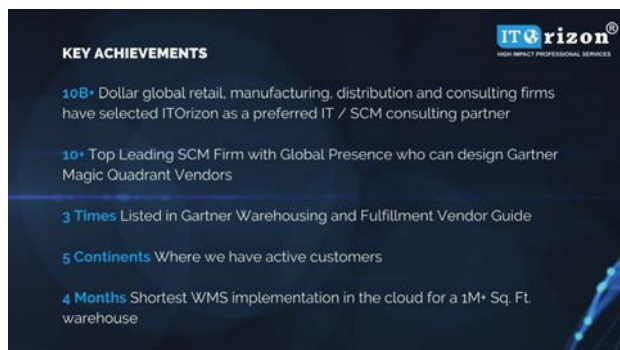 ITOrizon®
HIGH IMPACT PROFESSIONAL SERVICES
KEY ACHIEVEMENTS
10B+ Dollar global retail, manufacturing, distribution and consulting firms
have selected ITOrizon as a preferred IT / SCM consulting partner
10+ Top Leading SCM Firm with Global Presence who can design Gartner
Magic Quadrant Vendors
3 Times Listed in Gartner Warehousing and Fulfillment Vendor Guide
5 Continents Where we have active customers
4 Months Shortest WMS implementation in the cloud for a 1M+ Sq. Ft.
warehouse